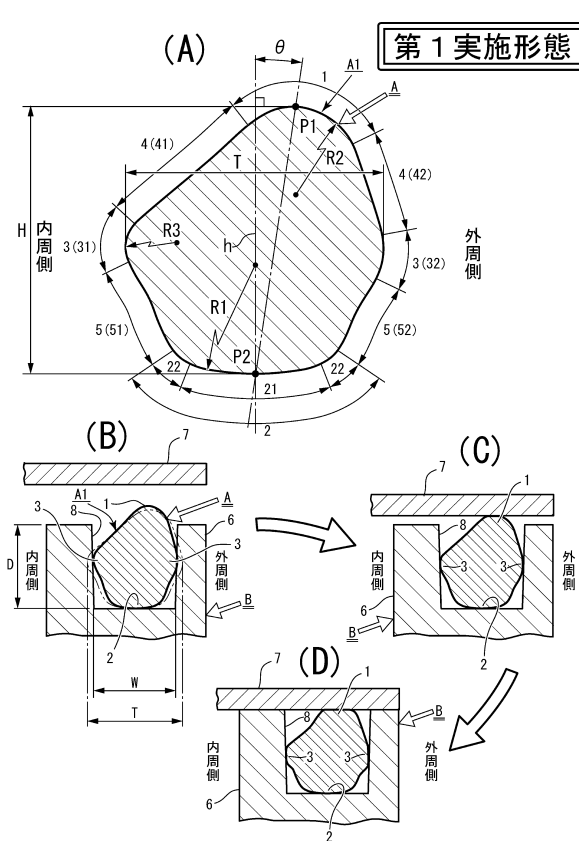 第1実施形態
(A)
θ
1
A1
A
P1
4(41)
R2
T
4(42)
H
内周側
R3
h
外周側
3(31)
3(32)
R1
5(51)
5(52)
P2
22
21
22
2
(B)
7
A1
1
A
8
6
3
3
D
内周側
外周側
B
2
W
T
(C)
7
1
8
内周側
外周側
3
3
6
B
2
(D)
7
1
8
B
内周側
外周側
3
3
6
2